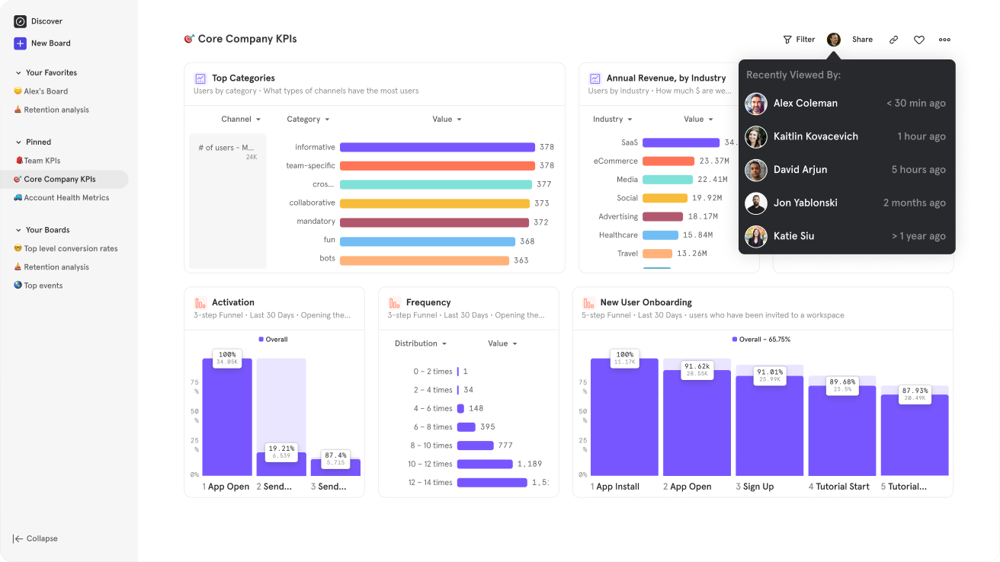 Discover
New Board
Your Favorites
Alex's Board
Retention analysis
Pinned
Team KPIs
Core Company KPIs
Account Health Metrics
Your Boards
Top level conversion rates
Retention analysis
Top events
Collapse
Core Company KPIs
Filter
Share
Recently Viewed By:
Alex Coleman < 30 min ago
Kaitlin Kovacevich 1 hour ago
David Arjun 5 hours ago
Jon Yablonski 2 months ago
Katie Siu > 1 year ago
Top Categories
Users by category • What types of channels have the most users
Channel Category Value
# of users - M...
24K
informative 378
team-specific 378
cros... 377
collaborative 373
mandatory 372
fun 368
bots 363
Annual Revenue, by Industry
Users by industry • How much $ are we...
Industry Value
SaaS 34.
eCommerce 23.37M
Media 22.41M
Social 19.92M
Advertising 18.17M
Healthcare 15.84M
Travel 13.26M
Activation
3-step Funnel • Last 30 Days • Opening the...
Overall
100%
34.05K
19.21%
6,539
87.4%
5,715
75
%
50
%
25
%
0%
1 App Open 2 Send... 3 Send...
Frequency
3-step Funnel • Last 30 Days • Opening the...
Distribution Value
0 – 2 times 1
2 – 4 times 34
4 – 6 times 148
6 – 8 times 395
8 – 10 times 777
10 – 12 times 1,189
12 – 14 times 1,5
New User Onboarding
5-step Funnel • Last 30 Days • users who have been invited to a workspace
Overall – 65.75%
100%
11.17K
91.62k
28.55K
91.01%
25.99K
89.68%
23.5%
87.93%
20.49K
75
%
50
%
25
%
0%
1 App Install 2 App Open 3 Sign Up 4 Tutorial Start 5 Tutorial...